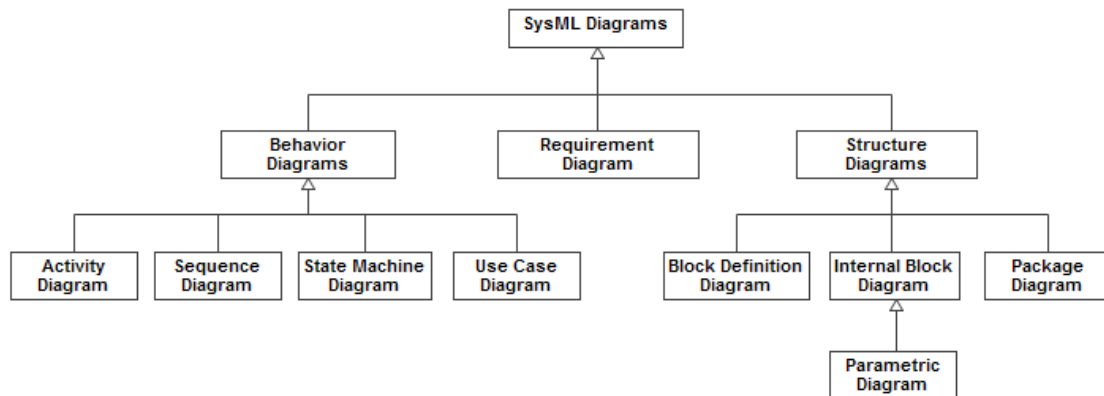 SysML Diagrams
Behavior
Diagrams
Requirement
Diagram
Structure
Diagrams
Activity
Diagram
Sequence
Diagram
State Machine
Diagram
Use Case
Diagram
Block Definition
Diagram
Internal Block
Diagram
Package
Diagram
Parametric
Diagram